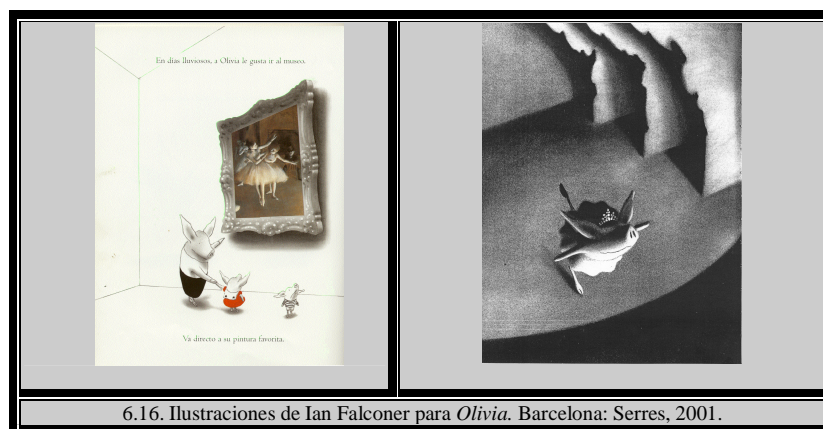 En días lluviosos, a Olivia le gusta ir al museo.
Va directo a su pintura favorita.
6.16. Ilustraciones de Ian Falconer para Olivia. Barcelona: Serres, 2001.